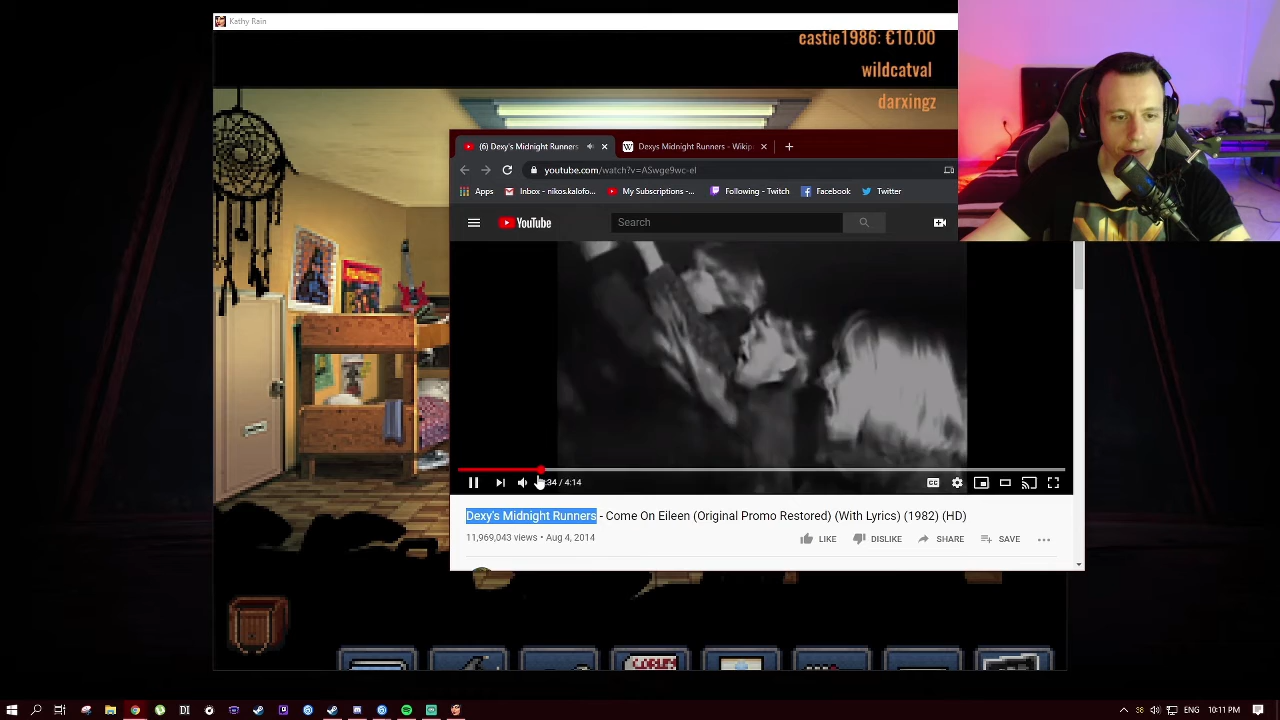 Kathy Rain
eastie1986: €10.00
wildcatval
darxingz
(6) Dexy's Midnight Runners
Dexys Midnight Runners - Wikip
youtube.com/watch?v=ASwge9wc-eI
Apps
Inbox - nikos.kalofo...
My Subscriptions -...
Following - Twitch
Facebook
Twitter
YouTube
Search
:34 / 4:14
CC
Dexy's Midnight Runners - Come On Eileen (Original Promo Restored) (With Lyrics) (1982) (HD)
11,969,043 views • Aug 4, 2014
LIKE
DISLIKE
SHARE
SAVE
38
ENG
10:11 PM